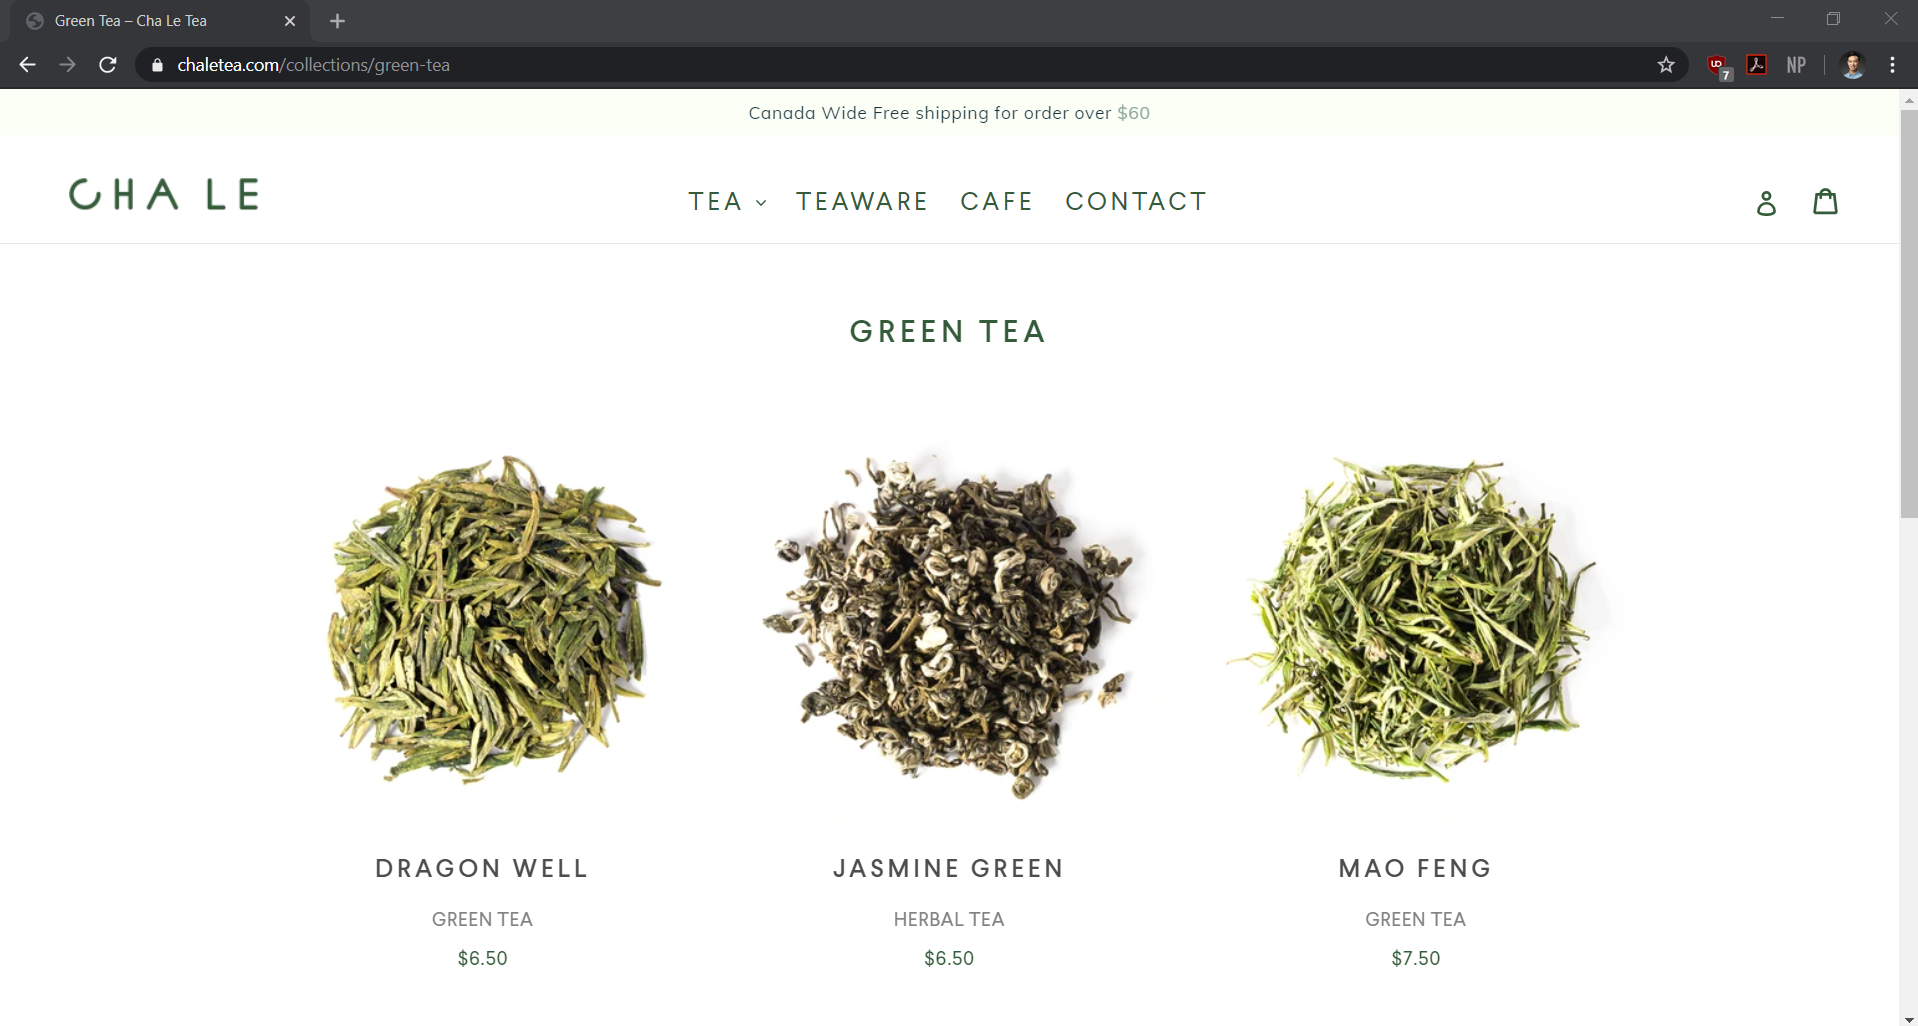 Green Tea – Cha Le Tea
chaletea.com/collections/green-tea
UD
7
NP
Canada Wide Free shipping for order over $60
CHA LE
TEA
TEAWARE
CAFE
CONTACT
GREEN TEA
DRAGON WELL
GREEN TEA
$6.50
JASMINE GREEN
HERBAL TEA
$6.50
MAO FENG
GREEN TEA
$7.50